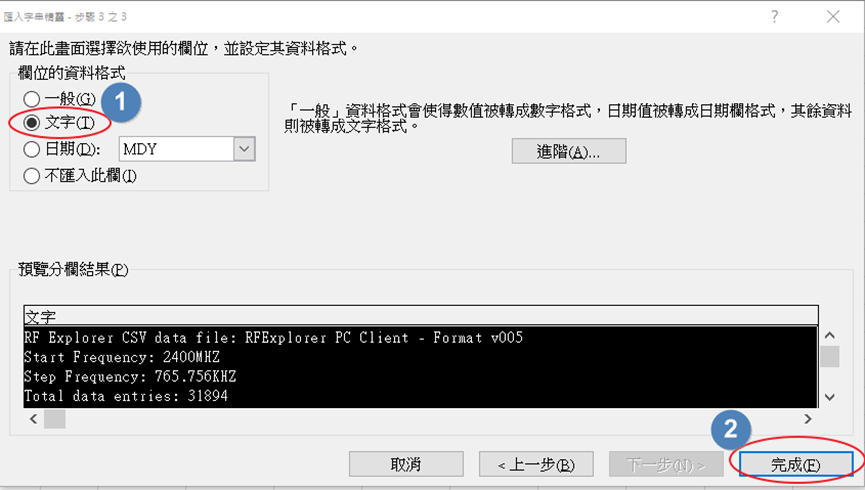 匯入字串精靈 - 步驟 3 之 3
?
請在此畫面選擇欲使用的欄位，並設定其資料格式。
欄位的資料格式
一般(G)
1
文字(T)
日期(D):
MDY
不匯入此欄(I)
「一般」資料格式會使得數值被轉成數字格式，日期值被轉成日期欄格式，其餘資料
則被轉成文字格式。
進階(A)...
預覽分欄結果(P)
文字
RF Explorer CSV data file: RFExplorer PC Client - Format v005
Start Frequency: 2400MHZ
Step Frequency: 765.756KHZ
Total data entries: 31894
2
取消
< 上一步(B)
下一步(N) >
完成(F)